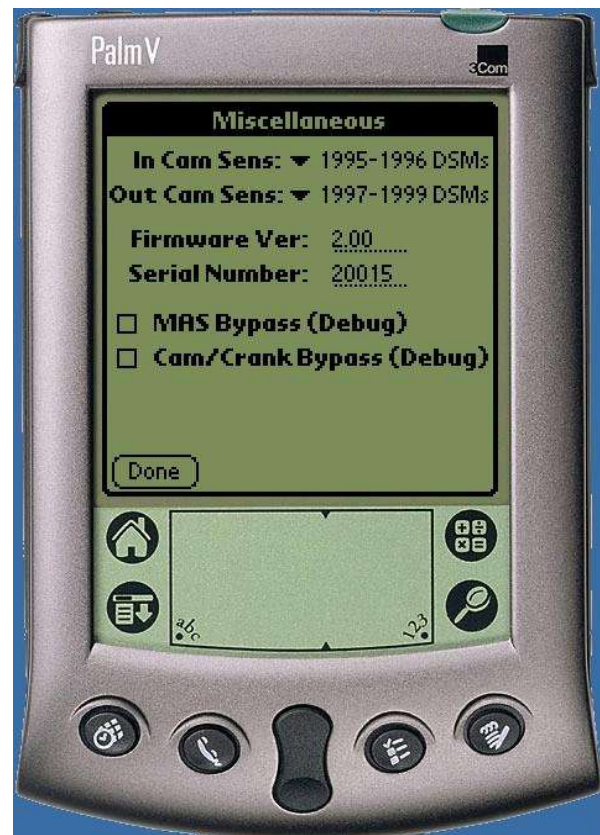 PalmV
3Com
Miscellaneous
In Cam Sens: 1995-1996 DSMs
Out Cam Sens: 1997-1999 DSMs
Firmware Ver: 2.00
Serial Number: 20015
MAS Bypass (Debug)
Cam/Crank Bypass (Debug)
Done
abc
123